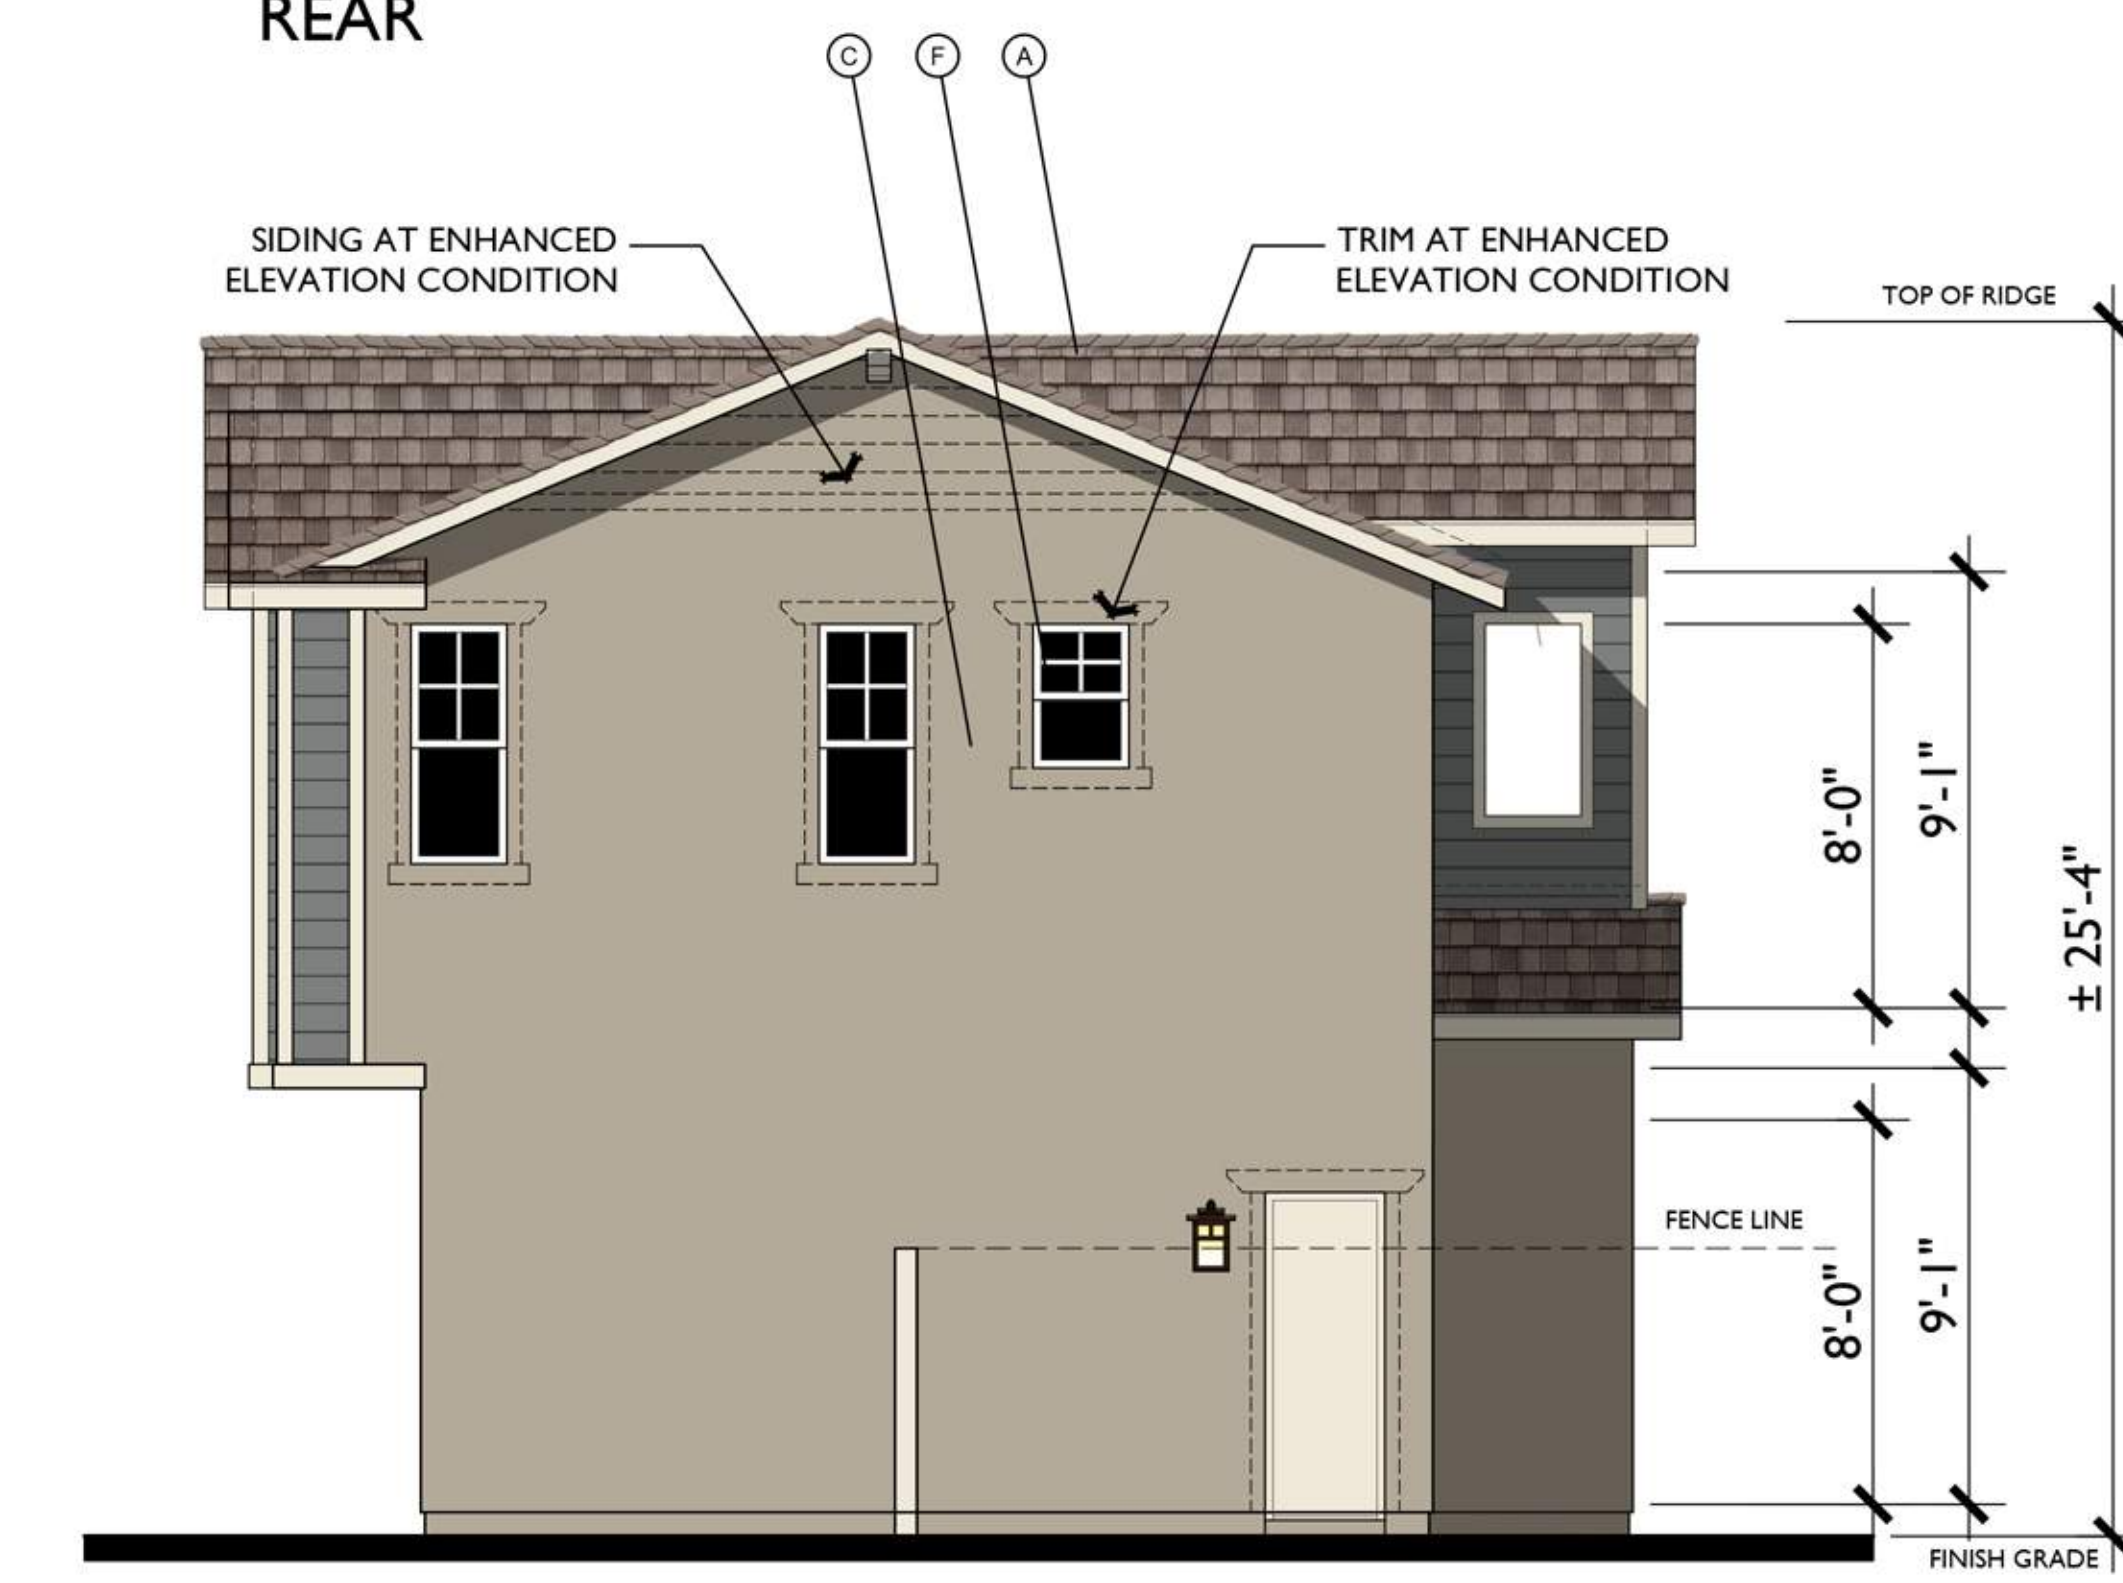 REAR
C F A
SIDING AT ENHANCED
ELEVATION CONDITION
TRIM AT ENHANCED
ELEVATION CONDITION
TOP OF RIDGE
8'-0"
9'-1"
± 25'-4"
FENCE LINE
8'-0"
9'-1"
FINISH GRADE